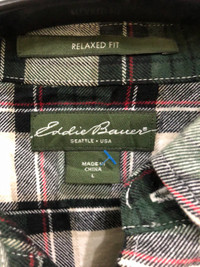 RELAXED FIT
Eddie Bauer
SEATTLE • USA
MADE IN
CHINA
L